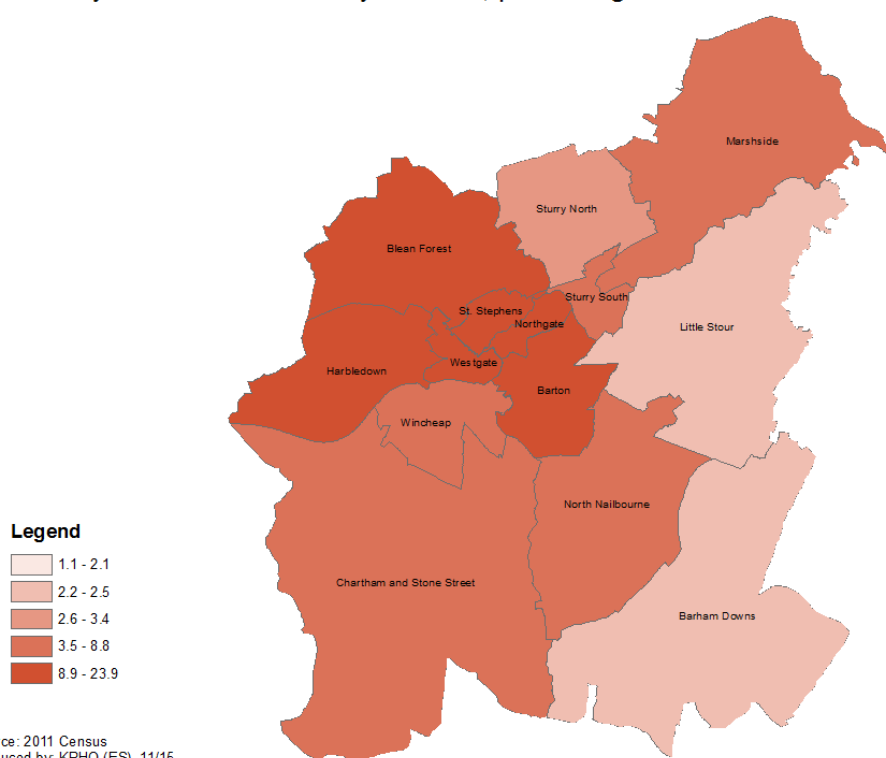 Marshside
Sturry North
Blean Forest
Sturry South
St. Stephens
Northgate
Little Stour
Westgate
Harbledown
Barton
Wincheap
North Nailbourne
Chartham and Stone Street
Barham Downs
Legend
1.1 - 2.1
2.2 - 2.5
2.6 - 3.4
3.5 - 8.8
8.9 - 23.9
2011 Census